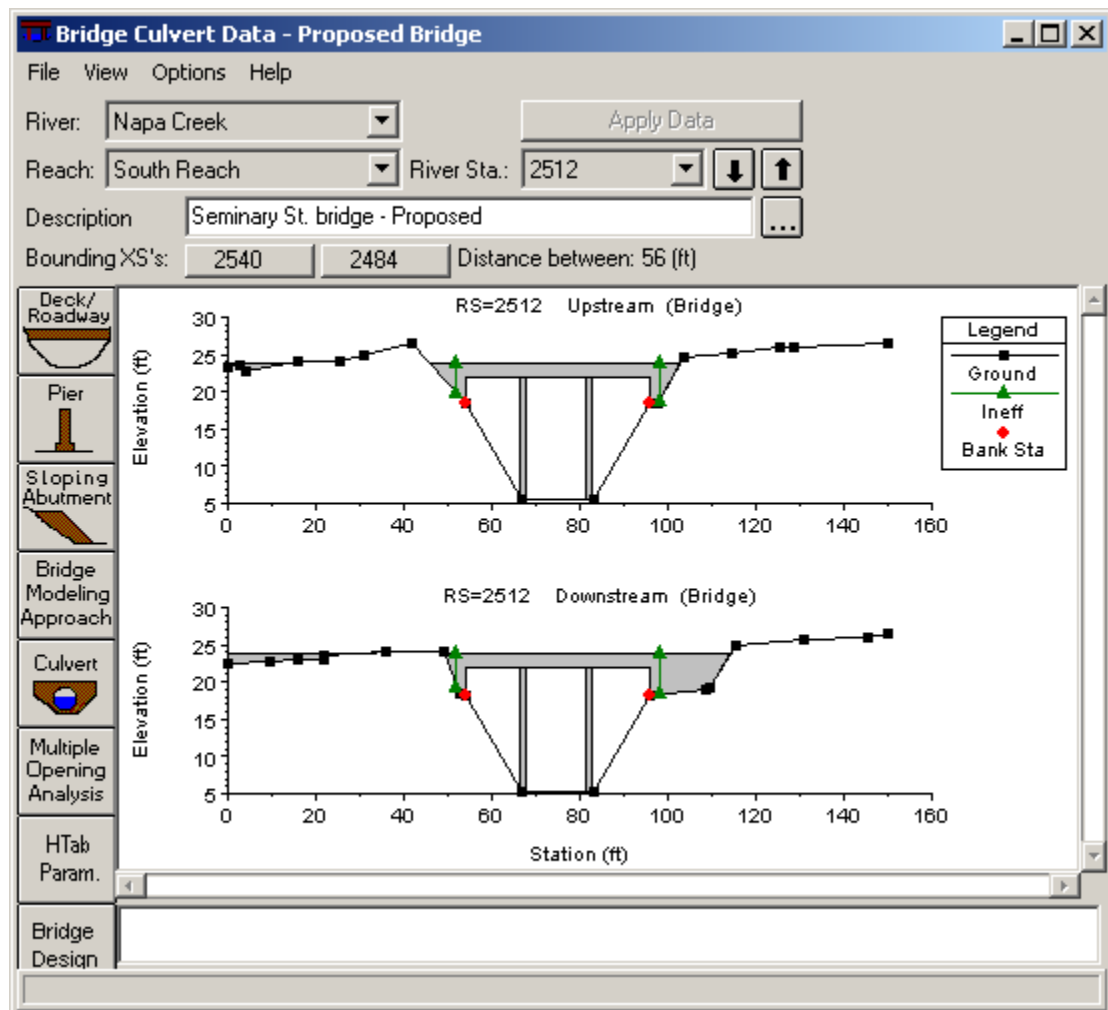 Bridge Culvert Data - Proposed Bridge
File View Options Help
River: Napa Creek Apply Data
Reach: South Reach River Sta.: 2512
Description Seminary St. bridge - Proposed ...
Bounding XS's: 2540 2484 Distance between: 56 (ft)
Deck/
Roadway
Pier
Sloping
Abutment
Bridge
Modeling
Approach
Culvert
Multiple
Opening
Analysis
HTab
Param.
Bridge
Design
RS=2512 Upstream (Bridge)
Elevation (ft)
30
25
20
15
10
5
0 20 40 60 80 100 120 140 160
Legend
Ground
Ineff
Bank Sta
RS=2512 Downstream (Bridge)
Elevation (ft)
30
25
20
15
10
5
0 20 40 60 80 100 120 140 160
Station (ft)